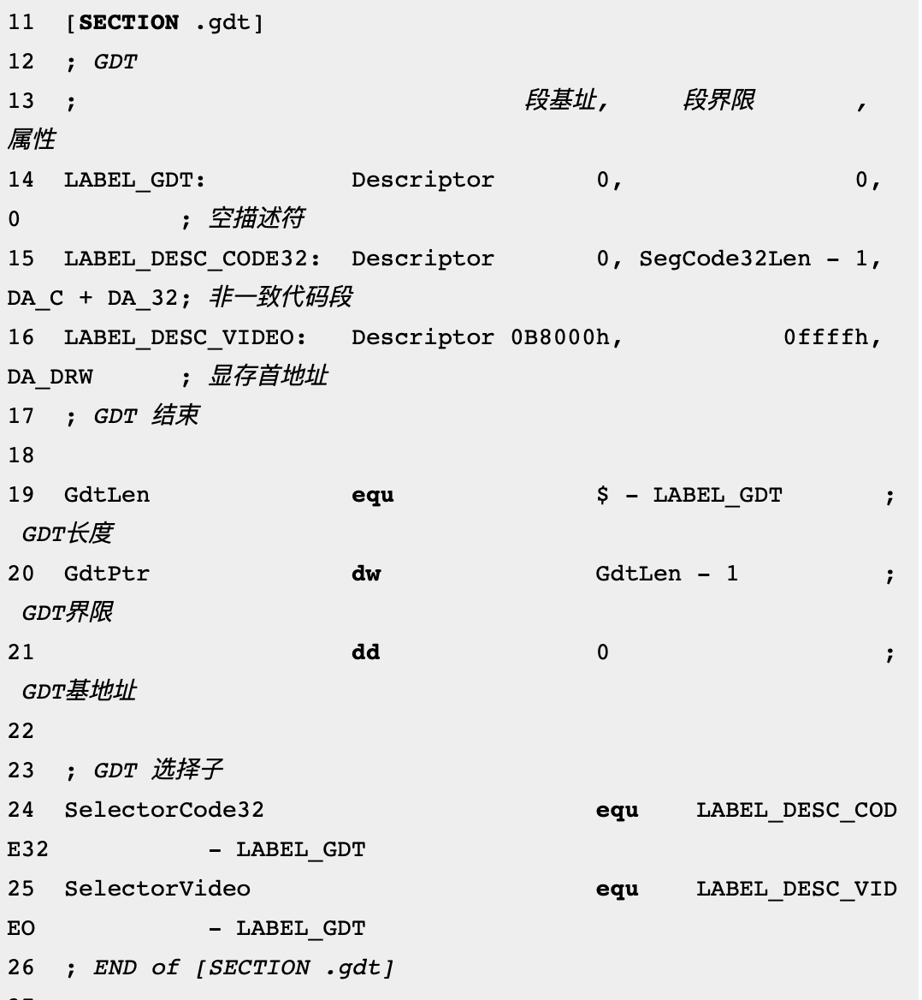 11  [SECTION .gdt]
12  ; GDT
13  ;                                段基址,     段界限       ,
属性
14  LABEL_GDT:          Descriptor       0,                0,
0           ; 空描述符
15  LABEL_DESC_CODE32:  Descriptor       0, SegCode32Len - 1,
DA_C + DA_32; 非一致代码段
16  LABEL_DESC_VIDEO:   Descriptor 0B8000h,           0ffffh,
DA_DRW      ; 显存首地址
17  ; GDT 结束
18
19  GdtLen              equ              $ - LABEL_GDT       ;
 GDT长度
20  GdtPtr              dw               GdtLen - 1          ;
 GDT界限
21                      dd               0                   ;
 GDT基地址
22
23  ; GDT 选择子
24  SelectorCode32                       equ    LABEL_DESC_COD
E32           - LABEL_GDT
25  SelectorVideo                        equ    LABEL_DESC_VID
EO            - LABEL_GDT
26  ; END of [SECTION .gdt]